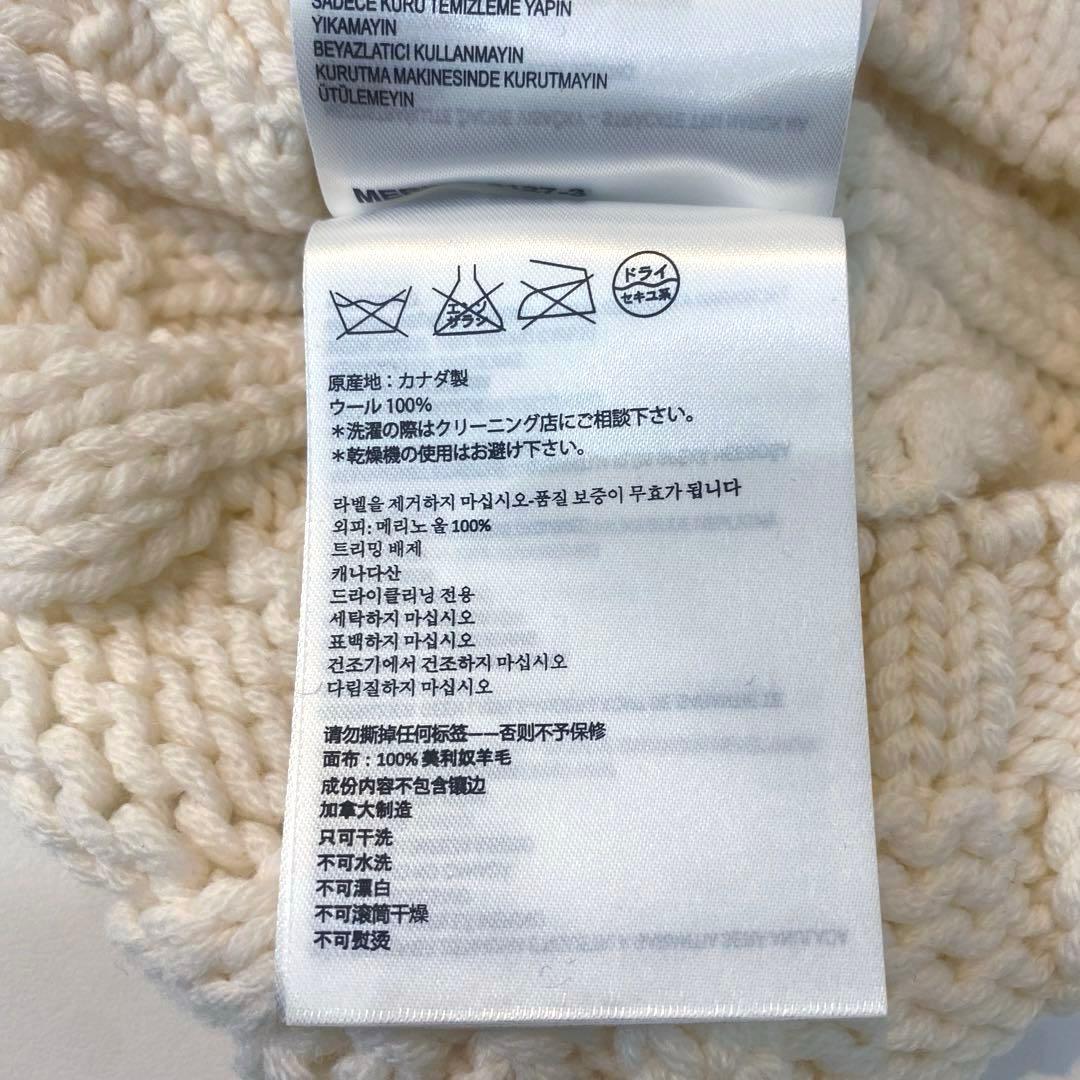 SADECE KURU TEMİZLEME YAPIN
YIKAMAYIN
BEYAZLATICI KULLANMAYIN
KURUTMA MAKINESINDE KURUTMAYIN
ÜTÜLEMEYIN
エンソ
サラシ
ドライ
セキユ系
原産地：カナダ製
ウール 100%
＊洗濯の際はクリーニング店にご相談下さい。
＊乾燥機の使用はお避け下さい。
라벨을 제거하지 마십시오-품질 보증이 무효가 됩니다
외피: 메리노 울 100%
트리밍 배제
캐나다산
드라이클리닝 전용
세탁하지 마십시오
표백하지 마십시오
건조기에서 건조하지 마십시오
다림질하지 마십시오
请勿撕掉任何标签——否则不予保修
面布：100% 美利奴羊毛
成份内容不包含镶边
加拿大制造
只可干洗
不可水洗
不可漂白
不可滚筒干燥
不可熨烫